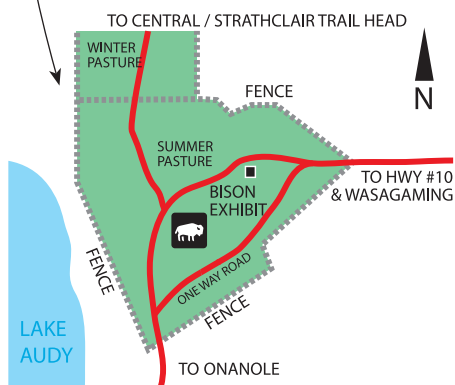 TO CENTRAL / STRATHCLAIR TRAIL HEAD
WINTER
PASTURE
FENCE
N
SUMMER
PASTURE
BISON
EXHIBIT
TO HWY #10
& WASAGAMING
FENCE
ONE WAY ROAD
FENCE
LAKE
AUDY
TO ONANOLE